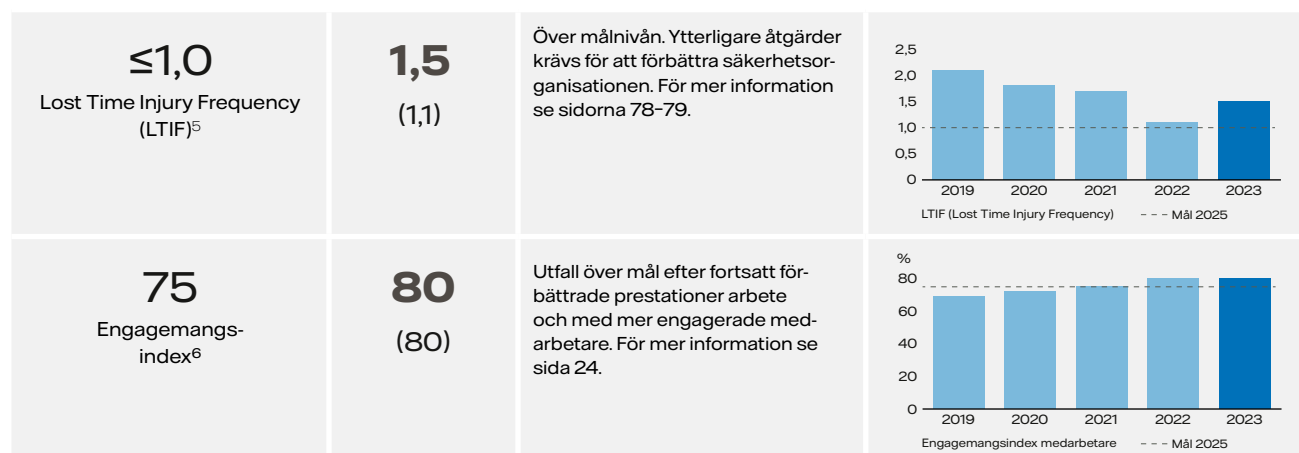 ≤1,0
Lost Time Injury Frequency
(LTIF)5
1,5
(1,1)
Över målnivån. Ytterligare åtgärder
krävs för att förbättra säkerhetsor-
ganisationen. För mer information
se sidorna 78–79.
2,5
2,0
1,5
1,0
0,5
0
2019 2020 2021 2022 2023
LTIF (Lost Time Injury Frequency) --- Mål 2025
75
Engagemangs-
index6
80
(80)
Utfall över mål efter fortsatt för-
bättrade prestationer arbete
och med mer engagerade med-
arbetare. För mer information se
sida 24.
%
80
60
40
20
0
2019 2020 2021 2022 2023
Engagemangsindex medarbetare --- Mål 2025